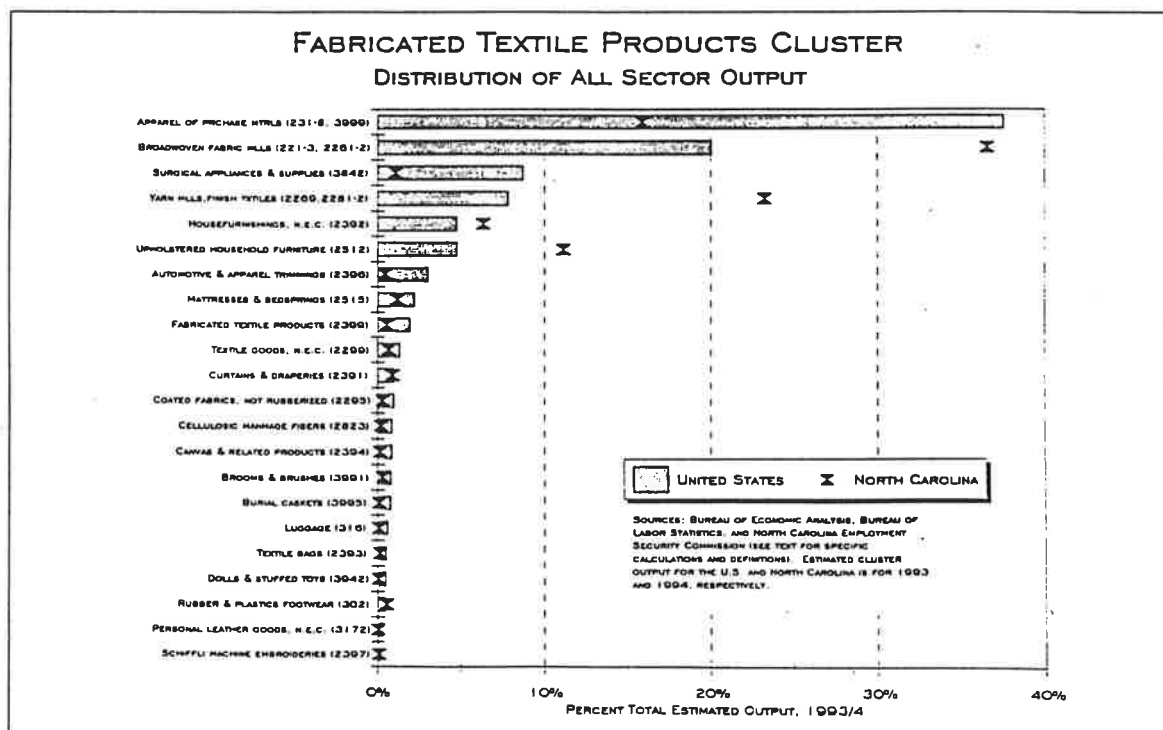 FABRICATED TEXTILE PRODUCTS CLUSTER
DISTRIBUTION OF ALL SECTOR OUTPUT
APPAREL OF PRCHASE MTRLS (231-8, 3999)
BROADWOVEN FABRIC MILLS (221-3, 2261-2)
SURGICAL APPLIANCES & SUPPLIES (3842)
YARN MILLS, FINISH TXTILES (2269, 2281-2)
HOUSEFURNISHINGS, N.E.C. (2392)
UPHOLSTERED HOUSEHOLD FURNITURE (2512)
AUTOMOTIVE & APPAREL TRIMMINGS (2396)
MATTRESSES & BEDSPRINGS (2515)
FABRICATED TEXTILE PRODUCTS (2399)
TEXTILE GOODS, N.E.C. (2299)
CURTAINS & DRAPERIES (2391)
COATED FABRICS, NOT RUBBERIZED (2295)
CELLULOSIC MANMADE FIBERS (2823)
CANVAS & RELATED PRODUCTS (2394)
BROOMS & BRUSHES (3991)
BURIAL CASKETS (3995)
LUGGAGE (316)
TEXTILE BAGS (2393)
DOLLS & STUFFED TOYS (3942)
RUBBER & PLASTICS FOOTWEAR (302)
PERSONAL LEATHER GOODS, N.E.C. (3172)
SCHIFFLI MACHINE EMBROIDERIES (2397)
UNITED STATES NORTH CAROLINA
SOURCES: BUREAU OF ECONOMIC ANALYSIS, BUREAU OF
LABOR STATISTICS, AND NORTH CAROLINA EMPLOYMENT
SECURITY COMMISSION (SEE TEXT FOR SPECIFIC
CALCULATIONS AND DEFINITIONS). ESTIMATED CLUSTER
OUTPUT FOR THE U.S. AND NORTH CAROLINA IS FOR 1993
AND 1994, RESPECTIVELY.
0% 10% 20% 30% 40%
PERCENT TOTAL ESTIMATED OUTPUT, 1993/4